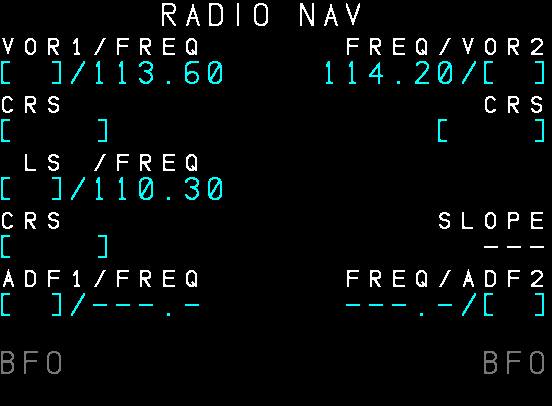 RADIO NAV
VOR1/FREQ FREQ/VOR2
[ ]/113.60 114.20/[ ]
CRS CRS
[ ] [ ]
LS /FREQ
[ ]/110.30
CRS SLOPE
[ ] ---
ADF1/FREQ FREQ/ADF2
[ ]/---.- ---.-/[ ]
BFO BFO